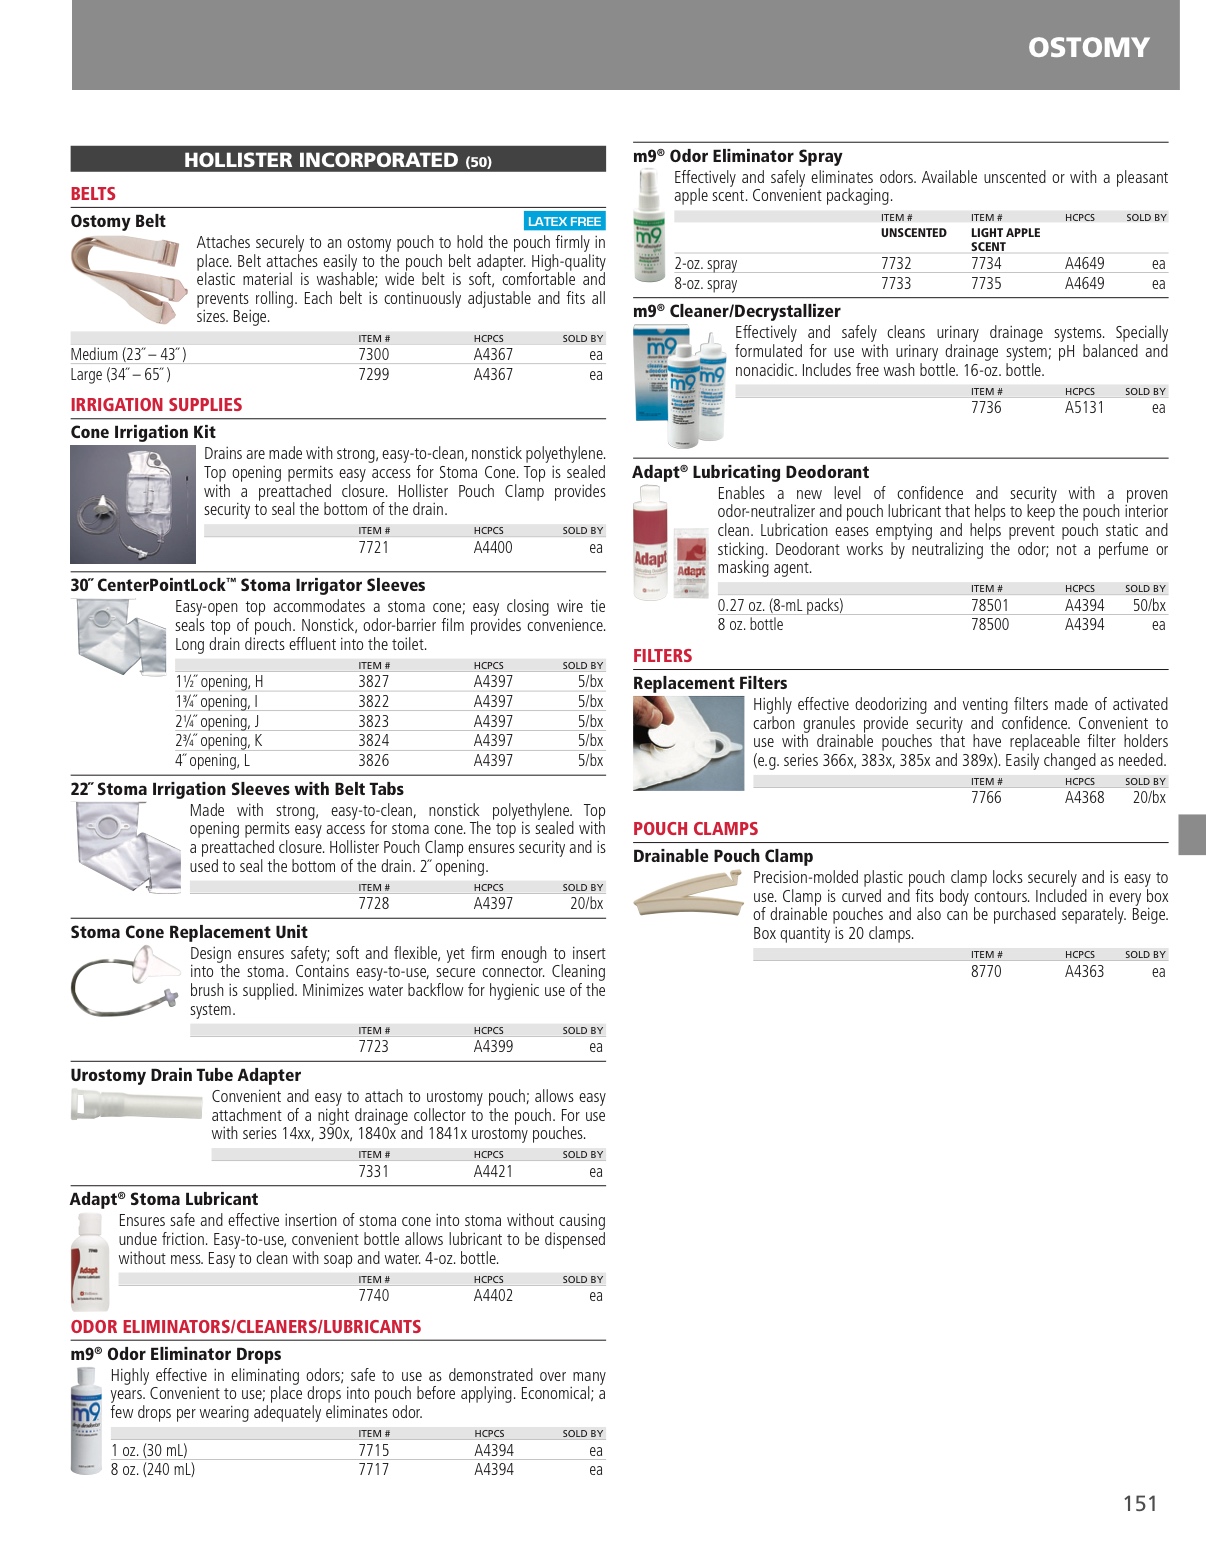 OSTOMY
HOLLISTER INCORPORATED (50)
BELTS
Ostomy Belt
LATEX FREE
Attaches securely to an ostomy pouch to hold the pouch firmly in
place. Belt attaches easily to the pouch belt adapter. High-quality
elastic material is washable; wide belt is soft, comfortable and
prevents rolling. Each belt is continuously adjustable and fits all
sizes. Beige.
ITEM # HCPCS SOLD BY
Medium (23˝ – 43˝ ) 7300 A4367 ea
Large (34˝ – 65˝ ) 7299 A4367 ea
IRRIGATION SUPPLIES
Cone Irrigation Kit
Drains are made with strong, easy-to-clean, nonstick polyethylene.
Top opening permits easy access for Stoma Cone. Top is sealed
with a preattached closure. Hollister Pouch Clamp provides
security to seal the bottom of the drain.
ITEM # HCPCS SOLD BY
7721 A4400 ea
30˝ CenterPointLock™ Stoma Irrigator Sleeves
Easy-open top accommodates a stoma cone; easy closing wire tie
seals top of pouch. Nonstick, odor-barrier film provides convenience.
Long drain directs effluent into the toilet.
ITEM # HCPCS SOLD BY
1½˝ opening, H 3827 A4397 5/bx
1¾˝ opening, I 3822 A4397 5/bx
2¼˝ opening, J 3823 A4397 5/bx
2¾˝ opening, K 3824 A4397 5/bx
4˝ opening, L 3826 A4397 5/bx
22˝ Stoma Irrigation Sleeves with Belt Tabs
Made with strong, easy-to-clean, nonstick polyethylene. Top
opening permits easy access for stoma cone. The top is sealed with
a preattached closure. Hollister Pouch Clamp ensures security and is
used to seal the bottom of the drain. 2˝ opening.
ITEM # HCPCS SOLD BY
7728 A4397 20/bx
Stoma Cone Replacement Unit
Design ensures safety; soft and flexible, yet firm enough to insert
into the stoma. Contains easy-to-use, secure connector. Cleaning
brush is supplied. Minimizes water backflow for hygienic use of the
system.
ITEM # HCPCS SOLD BY
7723 A4399 ea
Urostomy Drain Tube Adapter
Convenient and easy to attach to urostomy pouch; allows easy
attachment of a night drainage collector to the pouch. For use
with series 14xx, 390x, 1840x and 1841x urostomy pouches.
ITEM # HCPCS SOLD BY
7331 A4421 ea
Adapt® Stoma Lubricant
Ensures safe and effective insertion of stoma cone into stoma without causing
undue friction. Easy-to-use, convenient bottle allows lubricant to be dispensed
without mess. Easy to clean with soap and water. 4-oz. bottle.
Adapt
ITEM # HCPCS SOLD BY
7740 A4402 ea
ODOR ELIMINATORS/CLEANERS/LUBRICANTS
m9® Odor Eliminator Drops
Highly effective in eliminating odors; safe to use as demonstrated over many
years. Convenient to use; place drops into pouch before applying. Economical; a
few drops per wearing adequately eliminates odor.
m9
ITEM # HCPCS SOLD BY
1 oz. (30 mL) 7715 A4394 ea
8 oz. (240 mL) 7717 A4394 ea
m9® Odor Eliminator Spray
Effectively and safely eliminates odors. Available unscented or with a pleasant
apple scent. Convenient packaging.
m9
ITEM # ITEM # HCPCS SOLD BY
UNSCENTED LIGHT APPLE
SCENT
2-oz. spray 7732 7734 A4649 ea
8-oz. spray 7733 7735 A4649 ea
m9® Cleaner/Decrystallizer
Effectively and safely cleans urinary drainage systems. Specially
formulated for use with urinary drainage system; pH balanced and
nonacidic. Includes free wash bottle. 16-oz. bottle.
m9
m9
m9
ITEM # HCPCS SOLD BY
7736 A5131 ea
Adapt® Lubricating Deodorant
Enables a new level of confidence and security with a proven
odor-neutralizer and pouch lubricant that helps to keep the pouch interior
clean. Lubrication eases emptying and helps prevent pouch static and
sticking. Deodorant works by neutralizing the odor; not a perfume or
masking agent.
Adapt
Adapt
ITEM # HCPCS SOLD BY
0.27 oz. (8-mL packs) 78501 A4394 50/bx
8 oz. bottle 78500 A4394 ea
FILTERS
Replacement Filters
Highly effective deodorizing and venting filters made of activated
carbon granules provide security and confidence. Convenient to
use with drainable pouches that have replaceable filter holders
(e.g. series 366x, 383x, 385x and 389x). Easily changed as needed.
ITEM # HCPCS SOLD BY
7766 A4368 20/bx
POUCH CLAMPS
Drainable Pouch Clamp
Precision-molded plastic pouch clamp locks securely and is easy to
use. Clamp is curved and fits body contours. Included in every box
of drainable pouches and also can be purchased separately. Beige.
Box quantity is 20 clamps.
ITEM # HCPCS SOLD BY
8770 A4363 ea
151